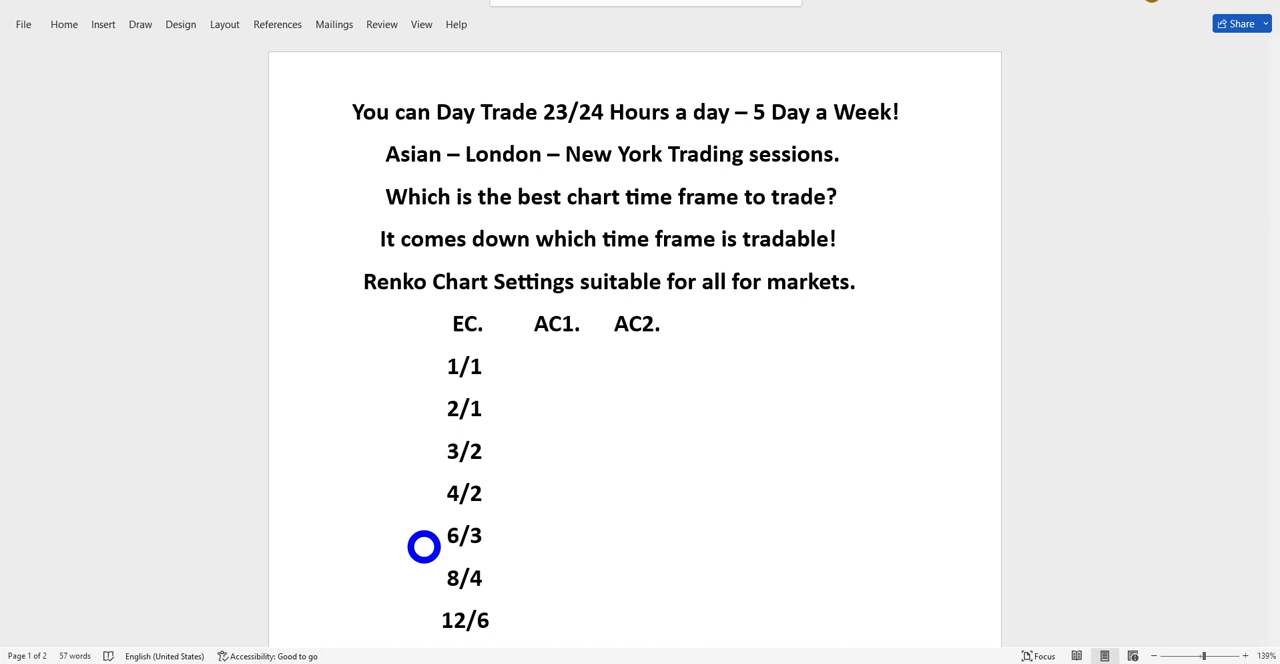 File Home Insert Draw Design Layout References Mailings Review View Help Share
You can Day Trade 23/24 Hours a day – 5 Day a Week!
Asian – London – New York Trading sessions.
Which is the best chart time frame to trade?
It comes down which time frame is tradable!
Renko Chart Settings suitable for all for markets.
EC. AC1. AC2.
1/1
2/1
3/2
4/2
6/3
8/4
12/6
Page 1 of 2 57 words English (United States) Accessibility: Good to go Focus 139%